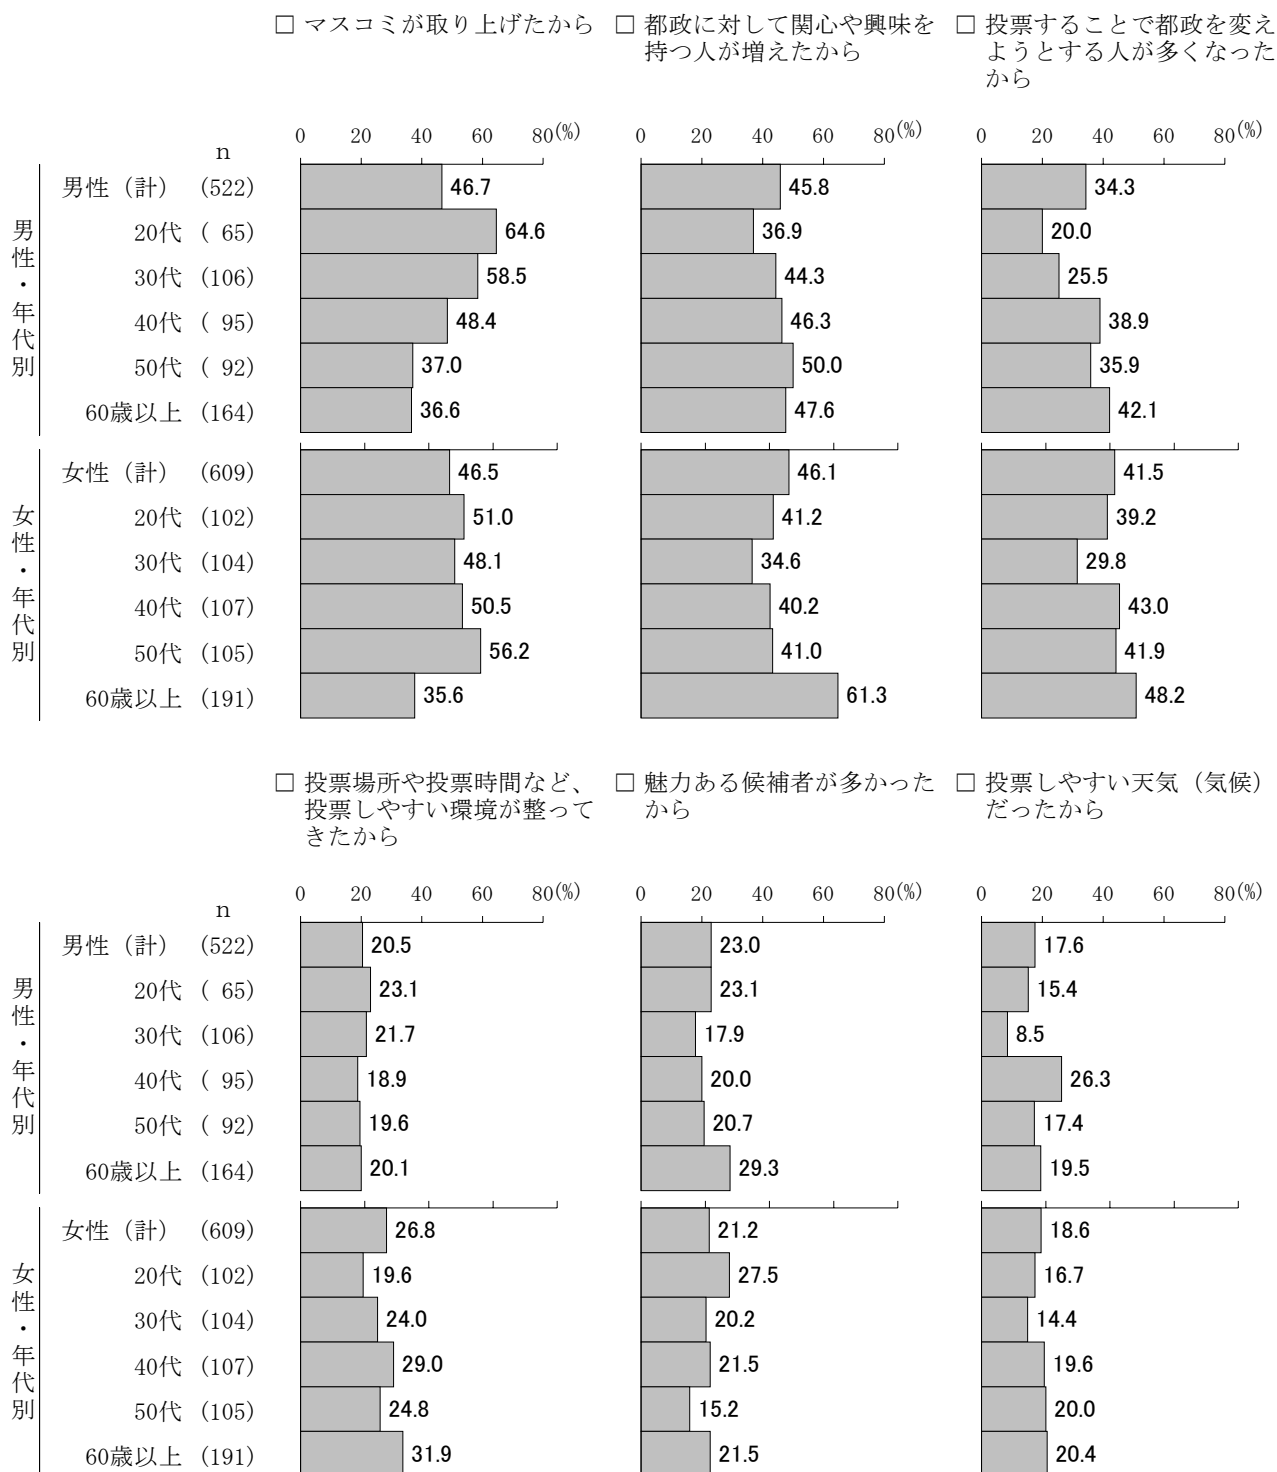 □ マスコミが取り上げたから
□ 都政に対して関心や興味を
持つ人が増えたから
□ 投票することで都政を変え
ようとする人が多くなった
から
0 20 40 60 80(%)
0 20 40 60 80(%)
0 20 40 60 80(%)
n
男性・年代別
男性（計） (522) 46.7 45.8 34.3
20代 ( 65) 64.6 36.9 20.0
30代 (106) 58.5 44.3 25.5
40代 ( 95) 48.4 46.3 38.9
50代 ( 92) 37.0 50.0 35.9
60歳以上 (164) 36.6 47.6 42.1
女性・年代別
女性（計） (609) 46.5 46.1 41.5
20代 (102) 51.0 41.2 39.2
30代 (104) 48.1 34.6 29.8
40代 (107) 50.5 40.2 43.0
50代 (105) 56.2 41.0 41.9
60歳以上 (191) 35.6 61.3 48.2
□ 投票場所や投票時間など、
投票しやすい環境が整って
きたから
□ 魅力ある候補者が多かった
から
□ 投票しやすい天気（気候）
だったから
0 20 40 60 80(%)
0 20 40 60 80(%)
0 20 40 60 80(%)
n
男性・年代別
男性（計） (522) 20.5 23.0 17.6
20代 ( 65) 23.1 23.1 15.4
30代 (106) 21.7 17.9 8.5
40代 ( 95) 18.9 20.0 26.3
50代 ( 92) 19.6 20.7 17.4
60歳以上 (164) 20.1 29.3 19.5
女性・年代別
女性（計） (609) 26.8 21.2 18.6
20代 (102) 19.6 27.5 16.7
30代 (104) 24.0 20.2 14.4
40代 (107) 29.0 21.5 19.6
50代 (105) 24.8 15.2 20.0
60歳以上 (191) 31.9 21.5 20.4